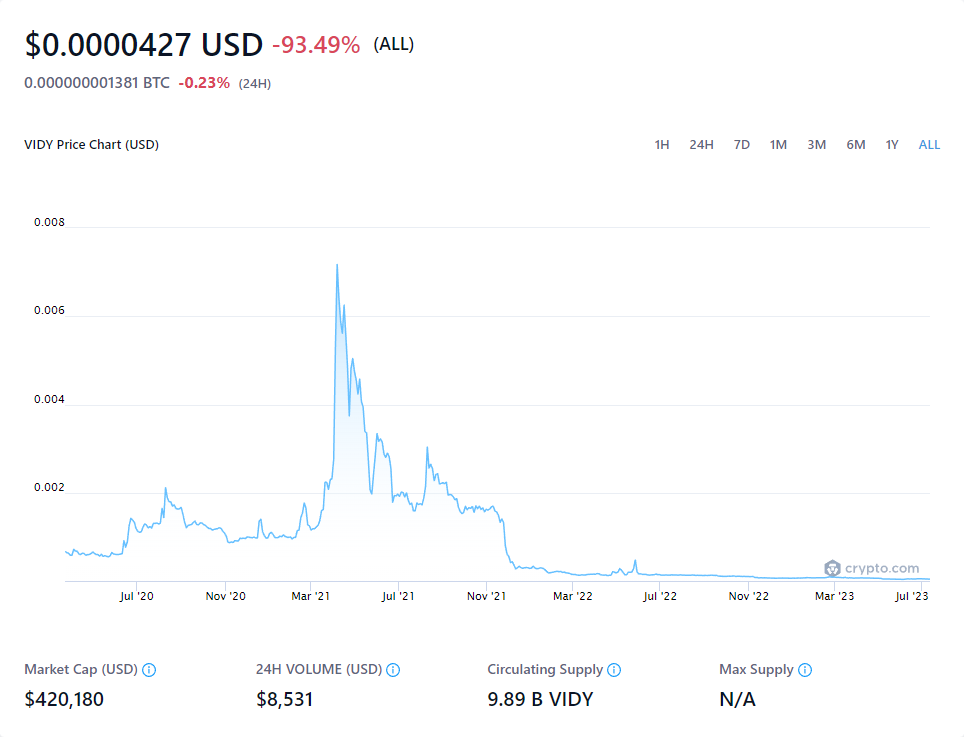 $0.0000427 USD -93.49% (ALL)
0.000000001381 BTC -0.23% (24H)
VIDY Price Chart (USD) 1H 24H 7D 1M 3M 6M 1Y ALL
0.008
0.006
0.004
0.002
crypto.com
Jul '20 Nov '20 Mar '21 Jul '21 Nov '21 Mar '22 Jul '22 Nov '22 Mar '23 Jul '23
Market Cap (USD) 24H VOLUME (USD) Circulating Supply Max Supply
$420,180 $8,531 9.89 B VIDY N/A